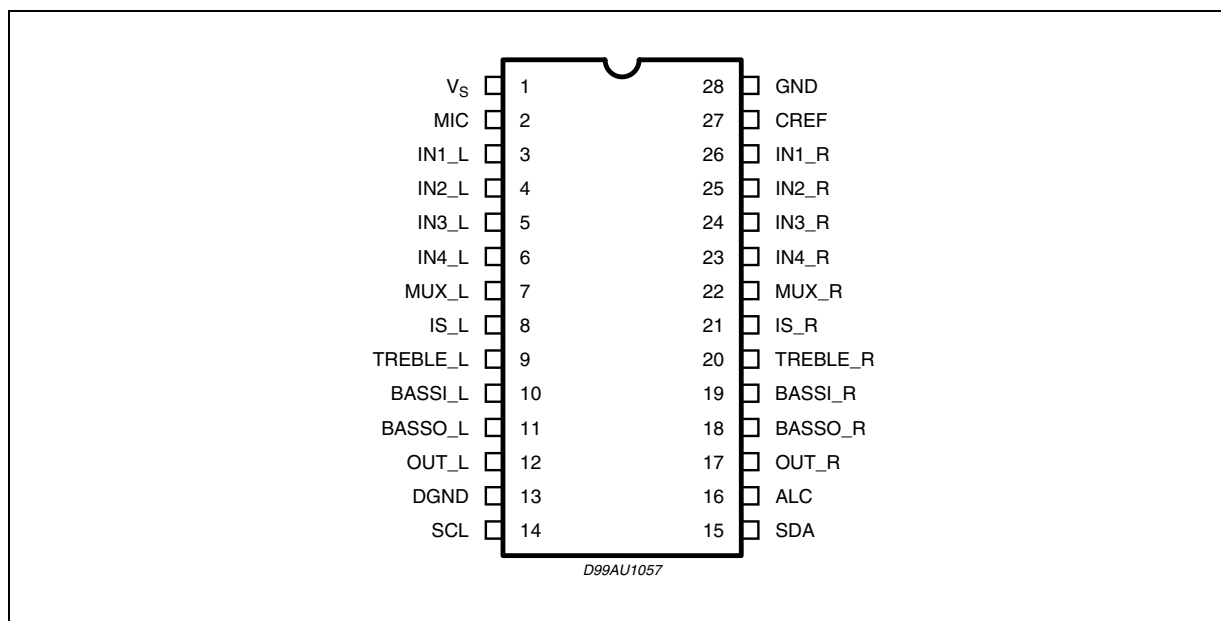 V_S 1 28 GND
MIC 2 27 CREF
IN1_L 3 26 IN1_R
IN2_L 4 25 IN2_R
IN3_L 5 24 IN3_R
IN4_L 6 23 IN4_R
MUX_L 7 22 MUX_R
IS_L 8 21 IS_R
TREBLE_L 9 20 TREBLE_R
BASSI_L 10 19 BASSI_R
BASSO_L 11 18 BASSO_R
OUT_L 12 17 OUT_R
DGND 13 16 ALC
SCL 14 15 SDA
D99AU1057